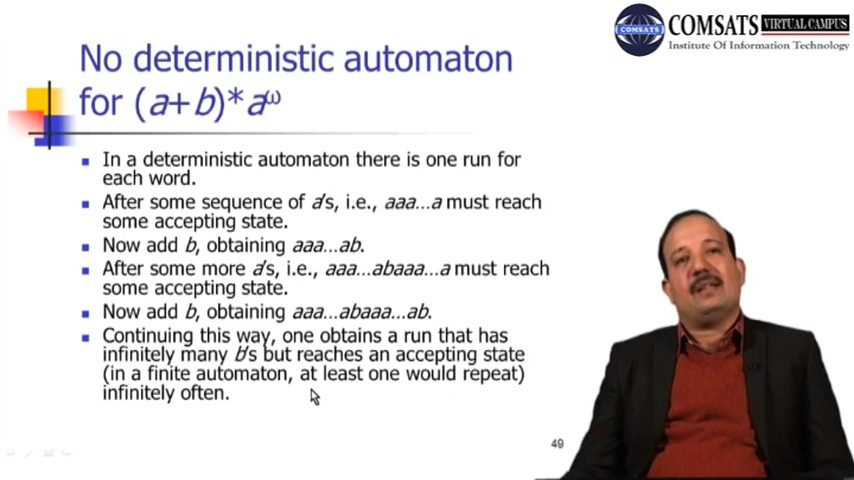 COMSATS VIRTUAL CAMPUS
COMSATS
Institute Of Information Technology
No deterministic automaton
for (a+b)*aω
In a deterministic automaton there is one run for
each word.
After some sequence of a's, i.e., aaa...a must reach
some accepting state.
Now add b, obtaining aaa...ab.
After some more a's, i.e., aaa...abaaa...a must reach
some accepting state.
Now add b, obtaining aaa...abaaa...ab.
Continuing this way, one obtains a run that has
infinitely many b's but reaches an accepting state
(in a finite automaton, at least one would repeat)
infinitely often.
49